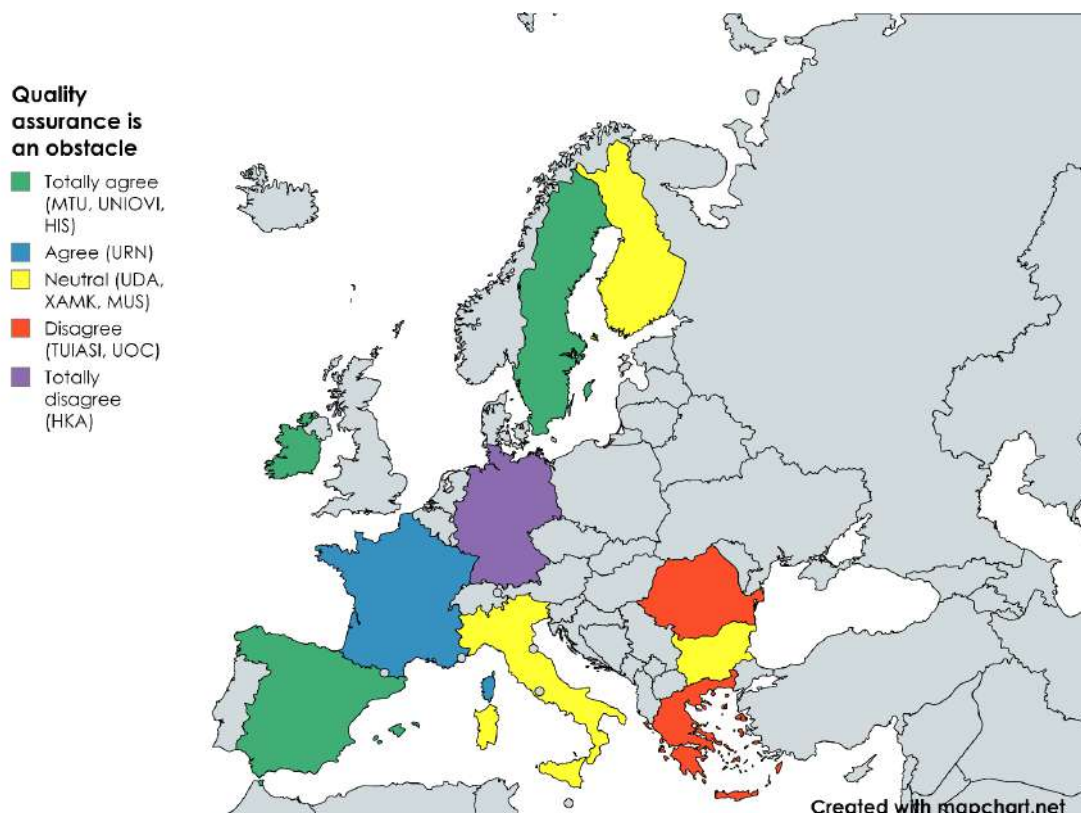 Quality
assurance is
an obstacle
Totally agree
(MTU, UNIOVI,
HIS)
Agree (URN)
Neutral (UDA,
XAMK, MUS)
Disagree
(TUIASI, UOC)
Totally
disagree
(HKA)
Created with mapchart.net